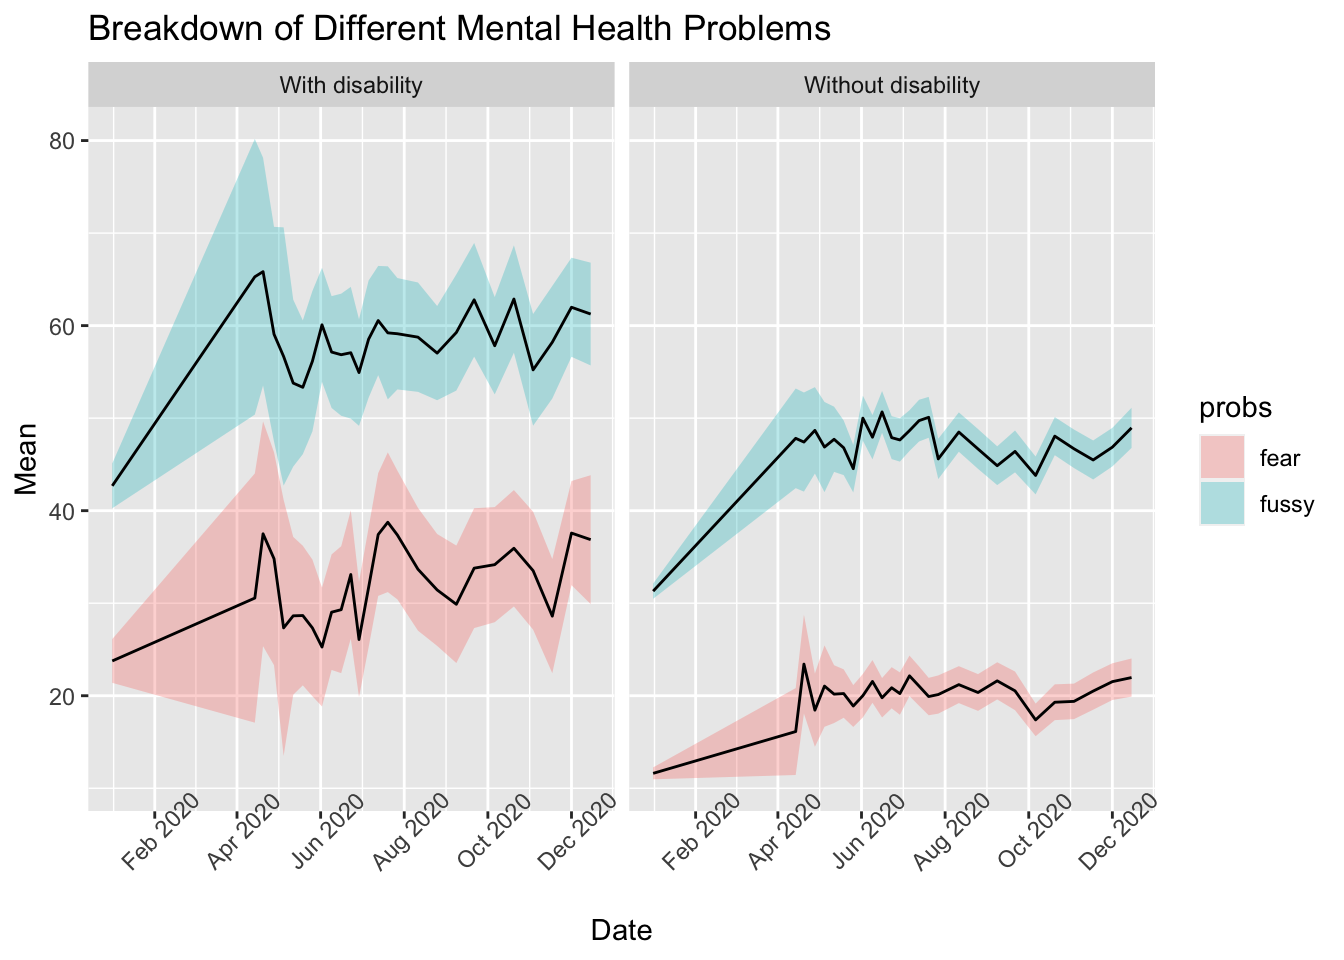 Breakdown of Different Mental Health Problems
With disability
Without disability
Mean
80
60
40
20
Feb 2020
Apr 2020
Jun 2020
Aug 2020
Oct 2020
Dec 2020
Feb 2020
Apr 2020
Jun 2020
Aug 2020
Oct 2020
Dec 2020
Date
probs
fear
fussy